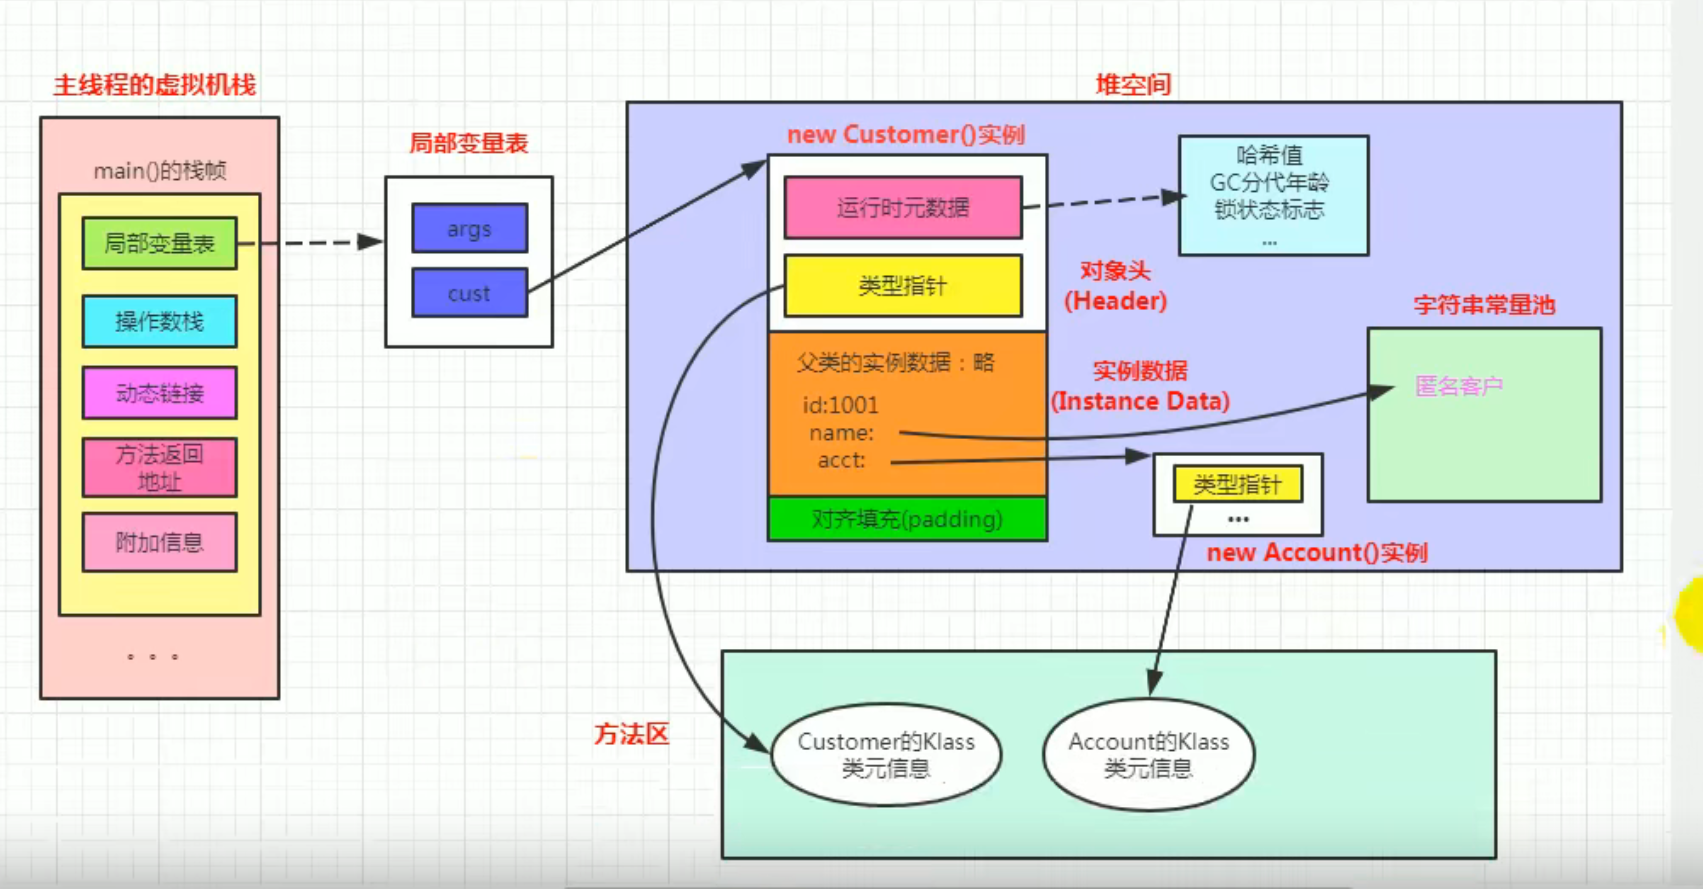 主线程的虚拟机栈
main()的栈帧
局部变量表
操作数栈
动态链接
方法返回
地址
附加信息
。。。
局部变量表
args
cust
堆空间
new Customer()实例
运行时元数据
类型指针
哈希值
GC分代年龄
锁状态标志
...
对象头
(Header)
父类的实例数据：略
id:1001
name:
acct:
实例数据
(Instance Data)
对齐填充(padding)
字符串常量池
匿名客户
类型指针
...
new Account()实例
方法区
Customer的Klass
类元信息
Account的Klass
类元信息